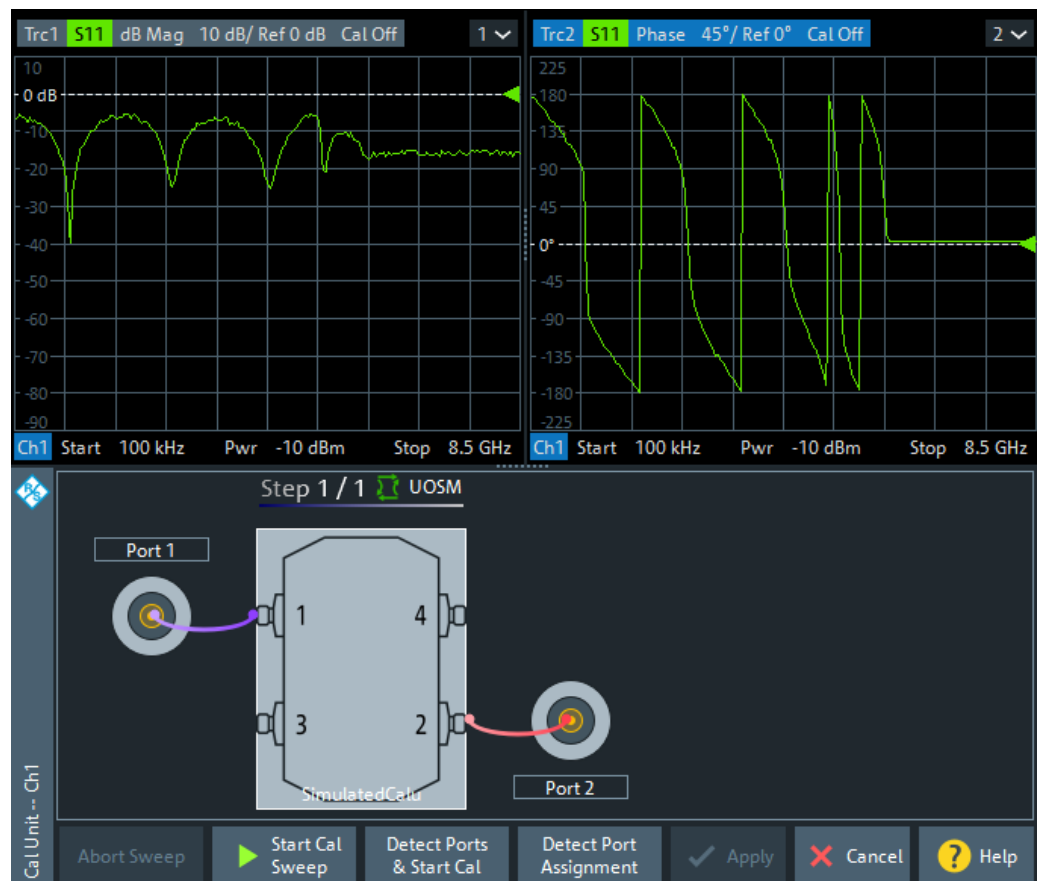 Trc1 S11 dB Mag 10 dB/ Ref 0 dB Cal Off 1
10
0 dB
-10
-20
-30
-40
-50
-60
-70
-80
-90
Ch1 Start 100 kHz Pwr -10 dBm Stop 8.5 GHz
Trc2 S11 Phase 45°/ Ref 0° Cal Off 2
225
180
135
90
45
0°
-45
-90
-135
-180
-225
Ch1 Start 100 kHz Pwr -10 dBm Stop 8.5 GHz
R/S
Cal Unit -- Ch1
Step 1 / 1 UOSM
Port 1
1
4
3
2
SimulatedCalu
Port 2
Abort Sweep
Start Cal
Sweep
Detect Ports
& Start Cal
Detect Port
Assignment
Apply
Cancel
? Help